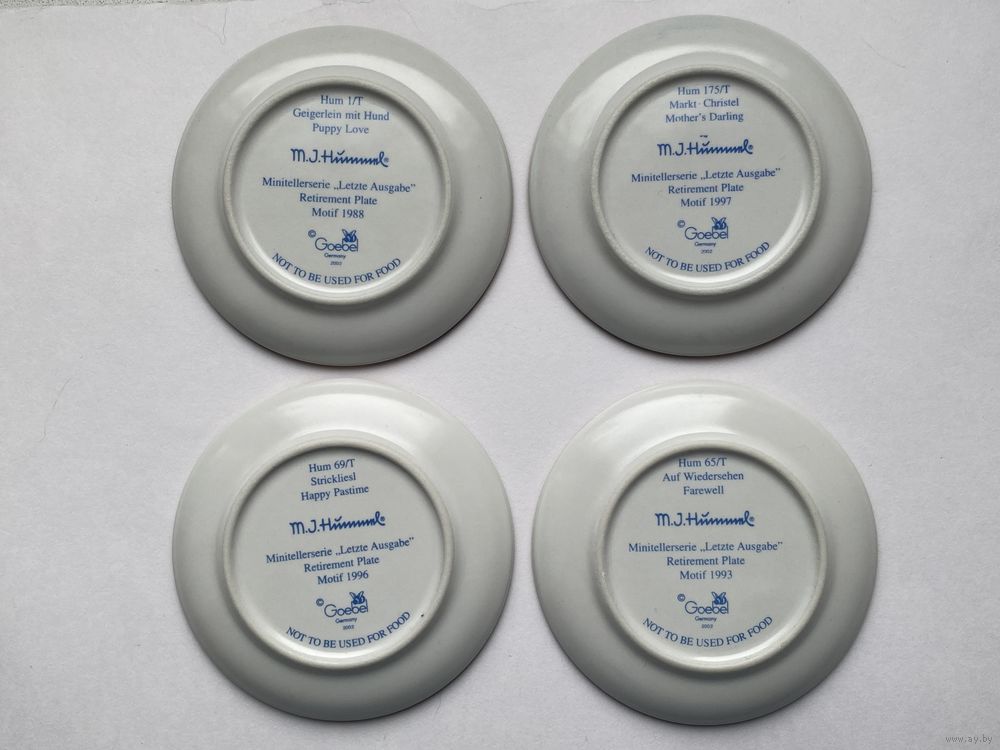 Hum 1/T
Geigerlein mit Hund
Puppy Love
M.J.Hummel®
Minitellerserie „Letzte Ausgabe”
Retirement Plate
Motif 1988
© Goebel
Germany
2002
NOT TO BE USED FOR FOOD
Hum 175/T
Markt - Christel
Mother's Darling
M.J.Hummel®
Minitellerserie „Letzte Ausgabe”
Retirement Plate
Motif 1997
© Goebel
Germany
2002
NOT TO BE USED FOR FOOD
Hum 69/T
Strickliesl
Happy Pastime
M.J.Hummel®
Minitellerserie „Letzte Ausgabe”
Retirement Plate
Motif 1996
© Goebel
Germany
2002
NOT TO BE USED FOR FOOD
Hum 65/T
Auf Wiedersehen
Farewell
M.J.Hummel®
Minitellerserie „Letzte Ausgabe”
Retirement Plate
Motif 1993
© Goebel
Germany
2002
NOT TO BE USED FOR FOOD
www.ay.by